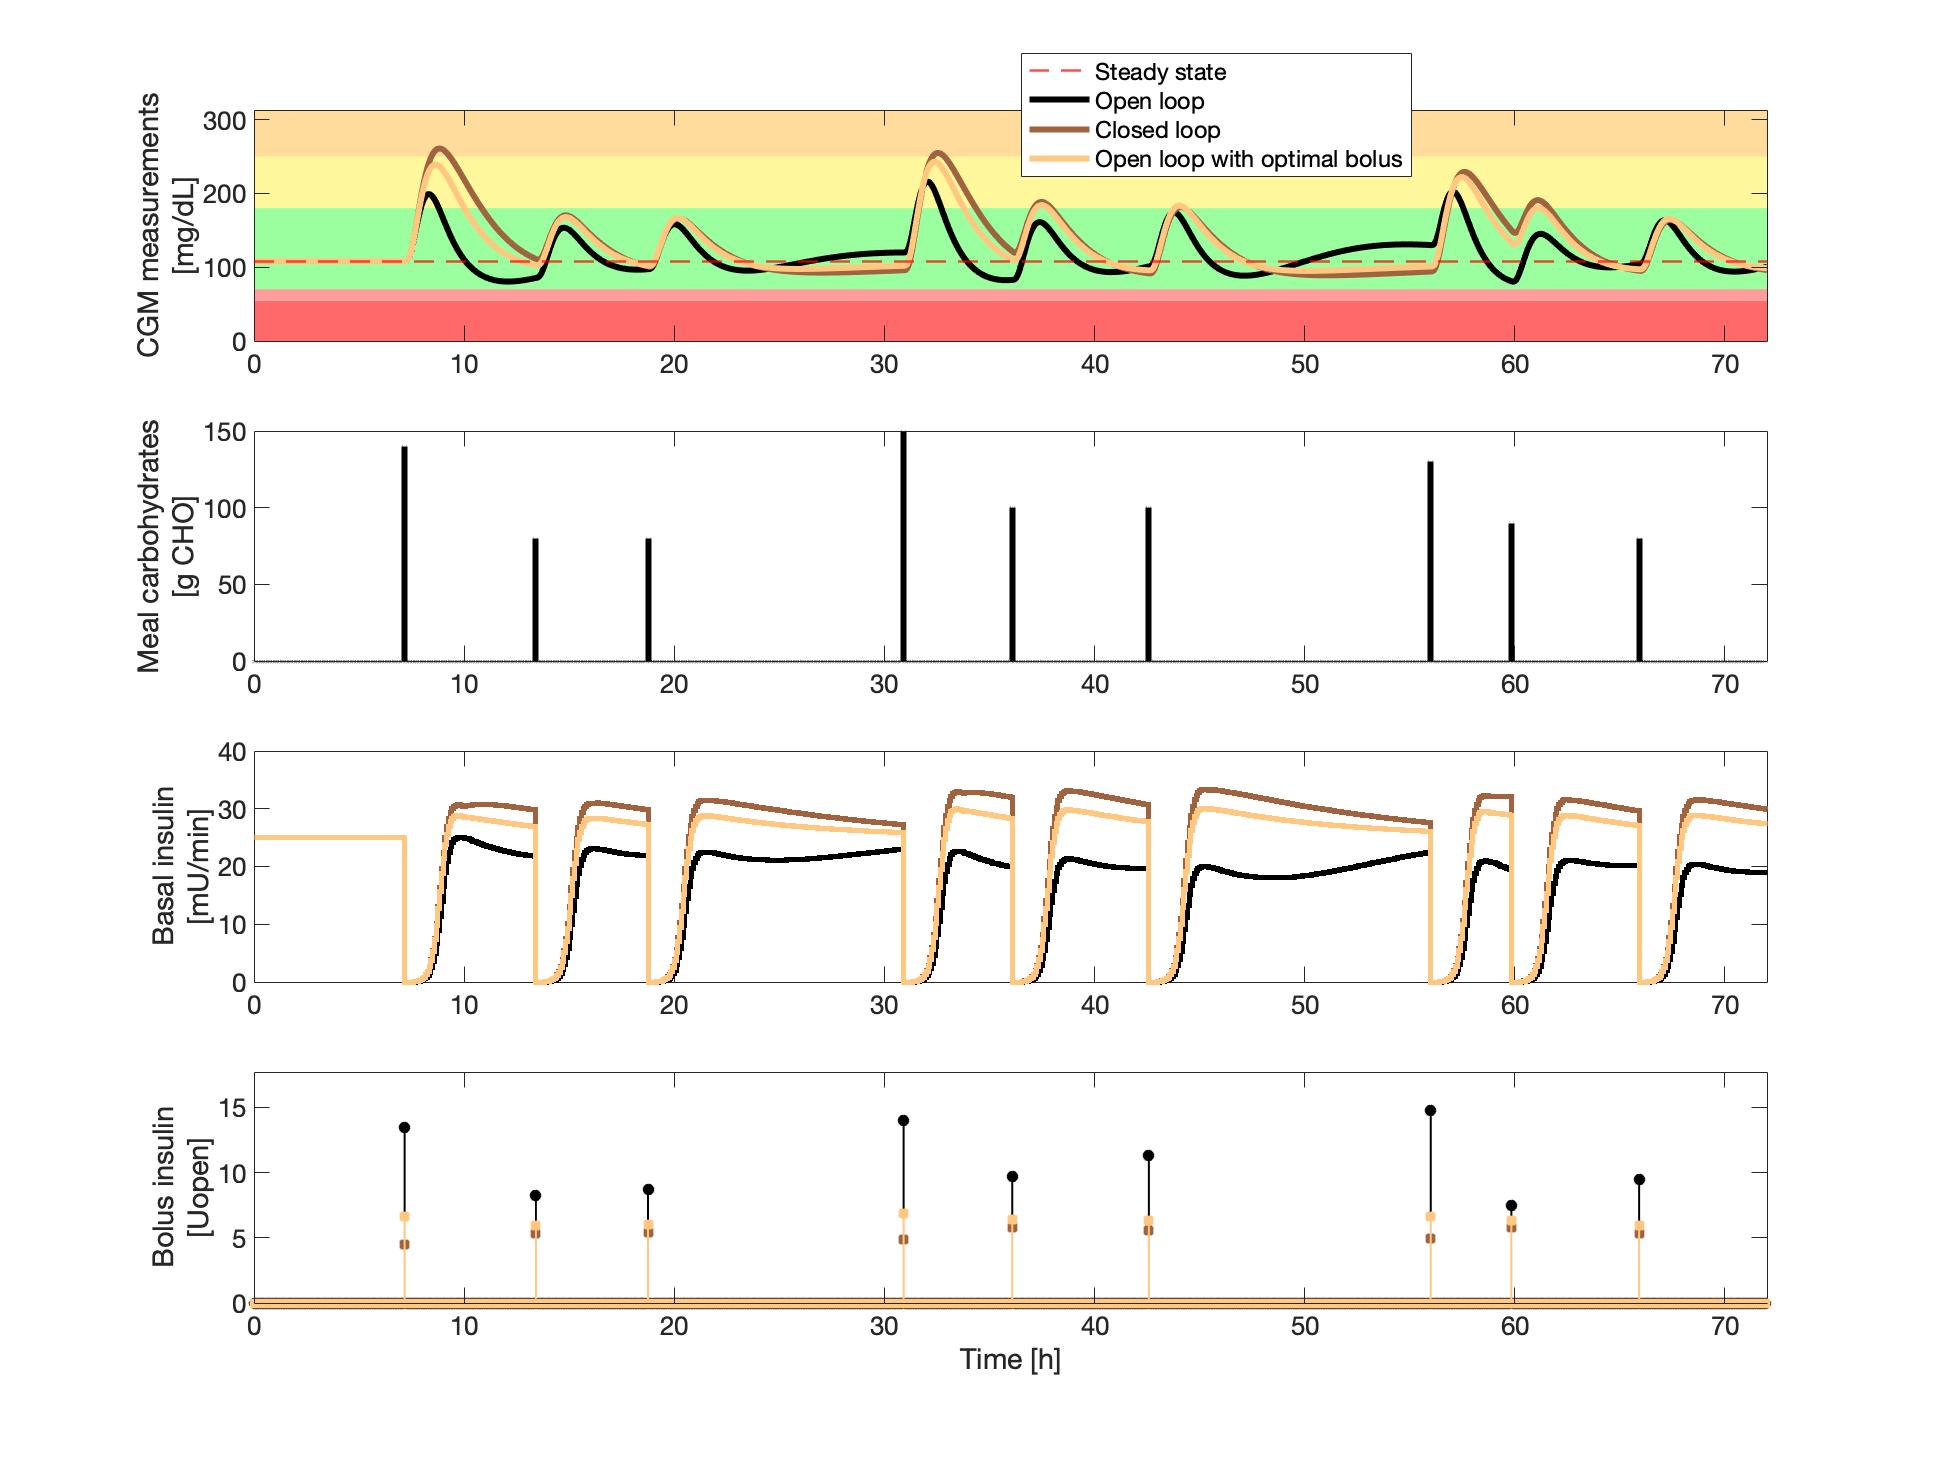 Steady state
Open loop
Closed loop
Open loop with optimal bolus
CGM measurements
[mg/dL]
300
200
100
0
0 10 20 30 40 50 60 70
Meal carbohydrates
[g CHO]
150
100
50
0
0 10 20 30 40 50 60 70
Basal insulin
[mU/min]
40
30
20
10
0
0 10 20 30 40 50 60 70
Bolus insulin
[Uopen]
15
10
5
0
0 10 20 30 40 50 60 70
Time [h]